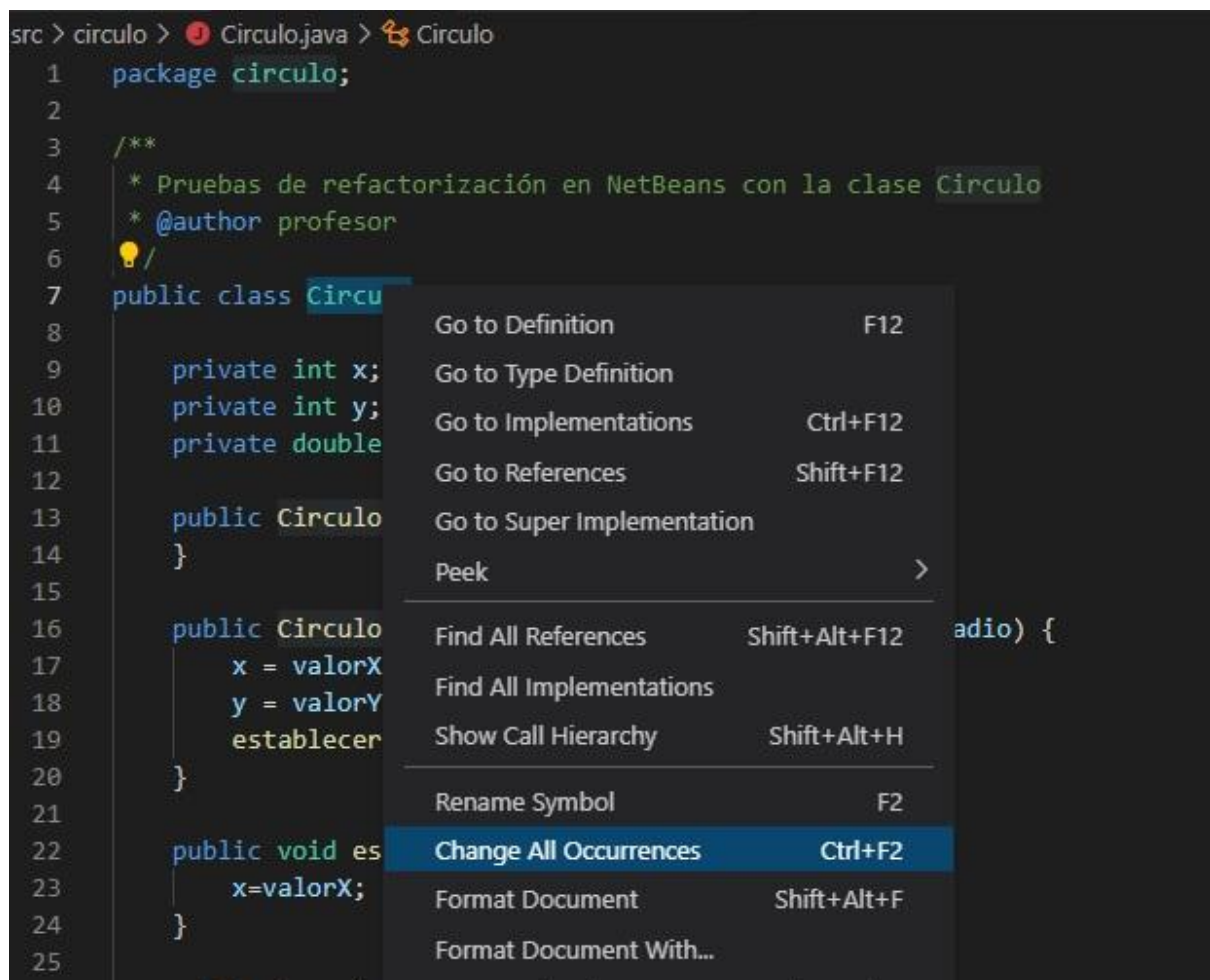 src > circulo > Circulo.java > Circulo
1 package circulo;
2
3 /**
4 * Pruebas de refactorización en NetBeans con la clase Circulo
5 * @author profesor
6 /
7 public class Circu
8
9 private int x;
10 private int y;
11 private double
12
13 public Circulo
14 }
15
16 public Circulo adio) {
17 x = valorX
18 y = valorY
19 establecer
20 }
21
22 public void es
23 x=valorX;
24 }
25
Go to Definition F12
Go to Type Definition
Go to Implementations Ctrl+F12
Go to References Shift+F12
Go to Super Implementation
Peek >
Find All References Shift+Alt+F12
Find All Implementations
Show Call Hierarchy Shift+Alt+H
Rename Symbol F2
Change All Occurrences Ctrl+F2
Format Document Shift+Alt+F
Format Document With...